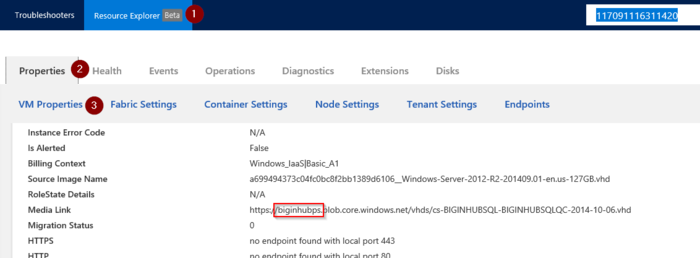 Troubleshooters Resource Explorer Beta 1 117091116311420
Properties 2 Health Events Operations Diagnostics Extensions Disks
VM Properties 3 Fabric Settings Container Settings Node Settings Tenant Settings Endpoints
Instance Error Code N/A
Is Alerted False
Billing Context Windows_IaaS|Basic_A1
Source Image Name a699494373c04fc0bc8f2bb1389d6106__Windows-Server-2012-R2-201409.01-en.us-127GB.vhd
RoleState Details N/A
Media Link https://biginhubps.blob.core.windows.net/vhds/cs-BIGINHUBSQL-BIGINHUBSQLQC-2014-10-06.vhd
Migration Status 0
HTTPS no endpoint found with local port 443
HTTP no endpoint found with local port 80